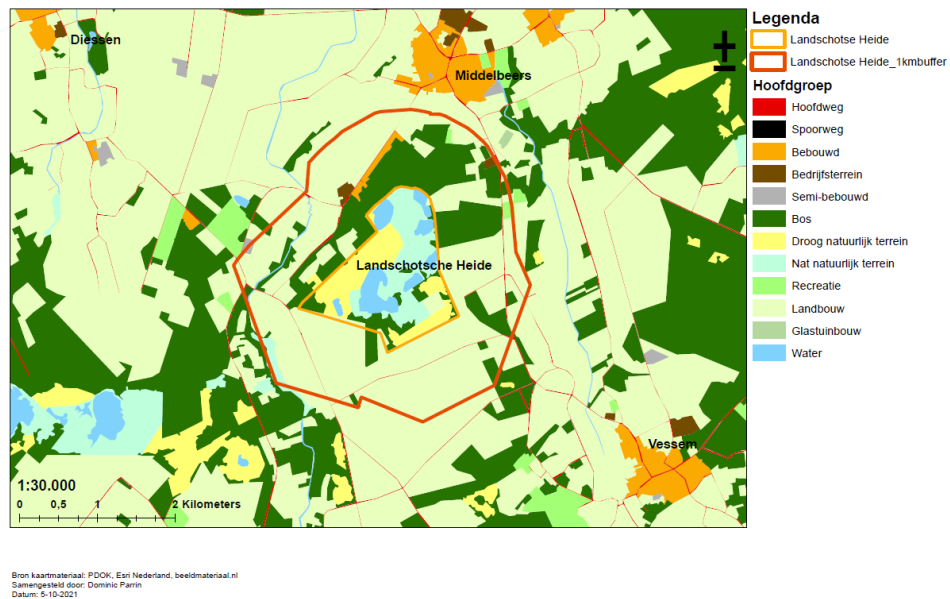 Diessen
Middelbeers
Landschotsche Heide
Vessem
1:30.000
0 0,5 1 2 Kilometers
Legenda
Landschotse Heide
Landschotse Heide_1kmbuffer
Hoofdgroep
Hoofdweg
Spoorweg
Bebouwd
Bedrijfsterrein
Semi-bebouwd
Bos
Droog natuurlijk terrein
Nat natuurlijk terrein
Recreatie
Landbouw
Glastuinbouw
Water
Bron kaartmateriaal: PDOK, Esri Nederland, beeldmateriaal.nl
Samengesteld door: Dominic Parrin
Datum: 5-10-2021